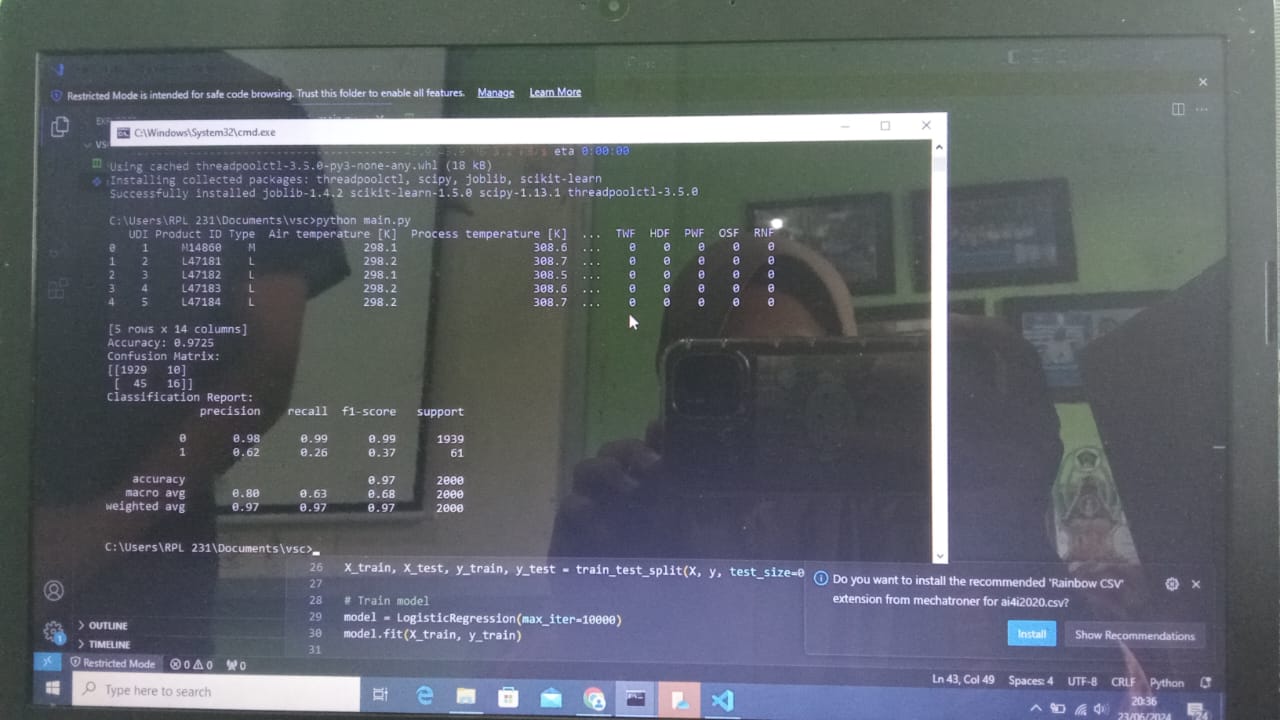 Restricted Mode is intended for safe code browsing. Trust this folder to enable all features. Manage Learn More
C:\Windows\System32\cmd.exe
eta 0:00:00
Using cached threadpoolctl-3.5.0-py3-none-any.whl (18 kB)
Installing collected packages: threadpoolctl, scipy, joblib, scikit-learn
Successfully installed joblib-1.4.2 scikit-learn-1.5.0 scipy-1.13.1 threadpoolctl-3.5.0
C:\Users\RPL 231\Documents\vsc>python main.py
UDI Product ID Type Air temperature [K] Process temperature [K] ... TWF HDF PWF OSF RNF
0 1 M14860 M 298.1 308.6 ... 0 0 0 0 0
1 2 L47181 L 298.2 308.7 ... 0 0 0 0 0
2 3 L47182 L 298.1 308.5 ... 0 0 0 0 0
3 4 L47183 L 298.2 308.6 ... 0 0 0 0 0
4 5 L47184 L 298.2 308.7 ... 0 0 0 0 0
[5 rows x 14 columns]
Accuracy: 0.9725
Confusion Matrix:
[[1929 10]
[ 45 16]]
Classification Report:
precision recall f1-score support
0 0.98 0.99 0.99 1939
1 0.62 0.26 0.37 61
accuracy 0.97 2000
macro avg 0.80 0.63 0.68 2000
weighted avg 0.97 0.97 0.97 2000
C:\Users\RPL 231\Documents\vsc>
26 X_train, X_test, y_train, y_test = train_test_split(X, y, test_size=0
27
28 # Train model
29 model = LogisticRegression(max_iter=10000)
30 model.fit(X_train, y_train)
31
Do you want to install the recommended 'Rainbow CSV'
extension from mechatroner for ai4i2020.csv?
Install Show Recommendations
OUTLINE
TIMELINE
Restricted Mode 0 0 0
Ln 43, Col 49 Spaces: 4 UTF-8 CRLF Python
Type here to search
20:36
23/06/2024